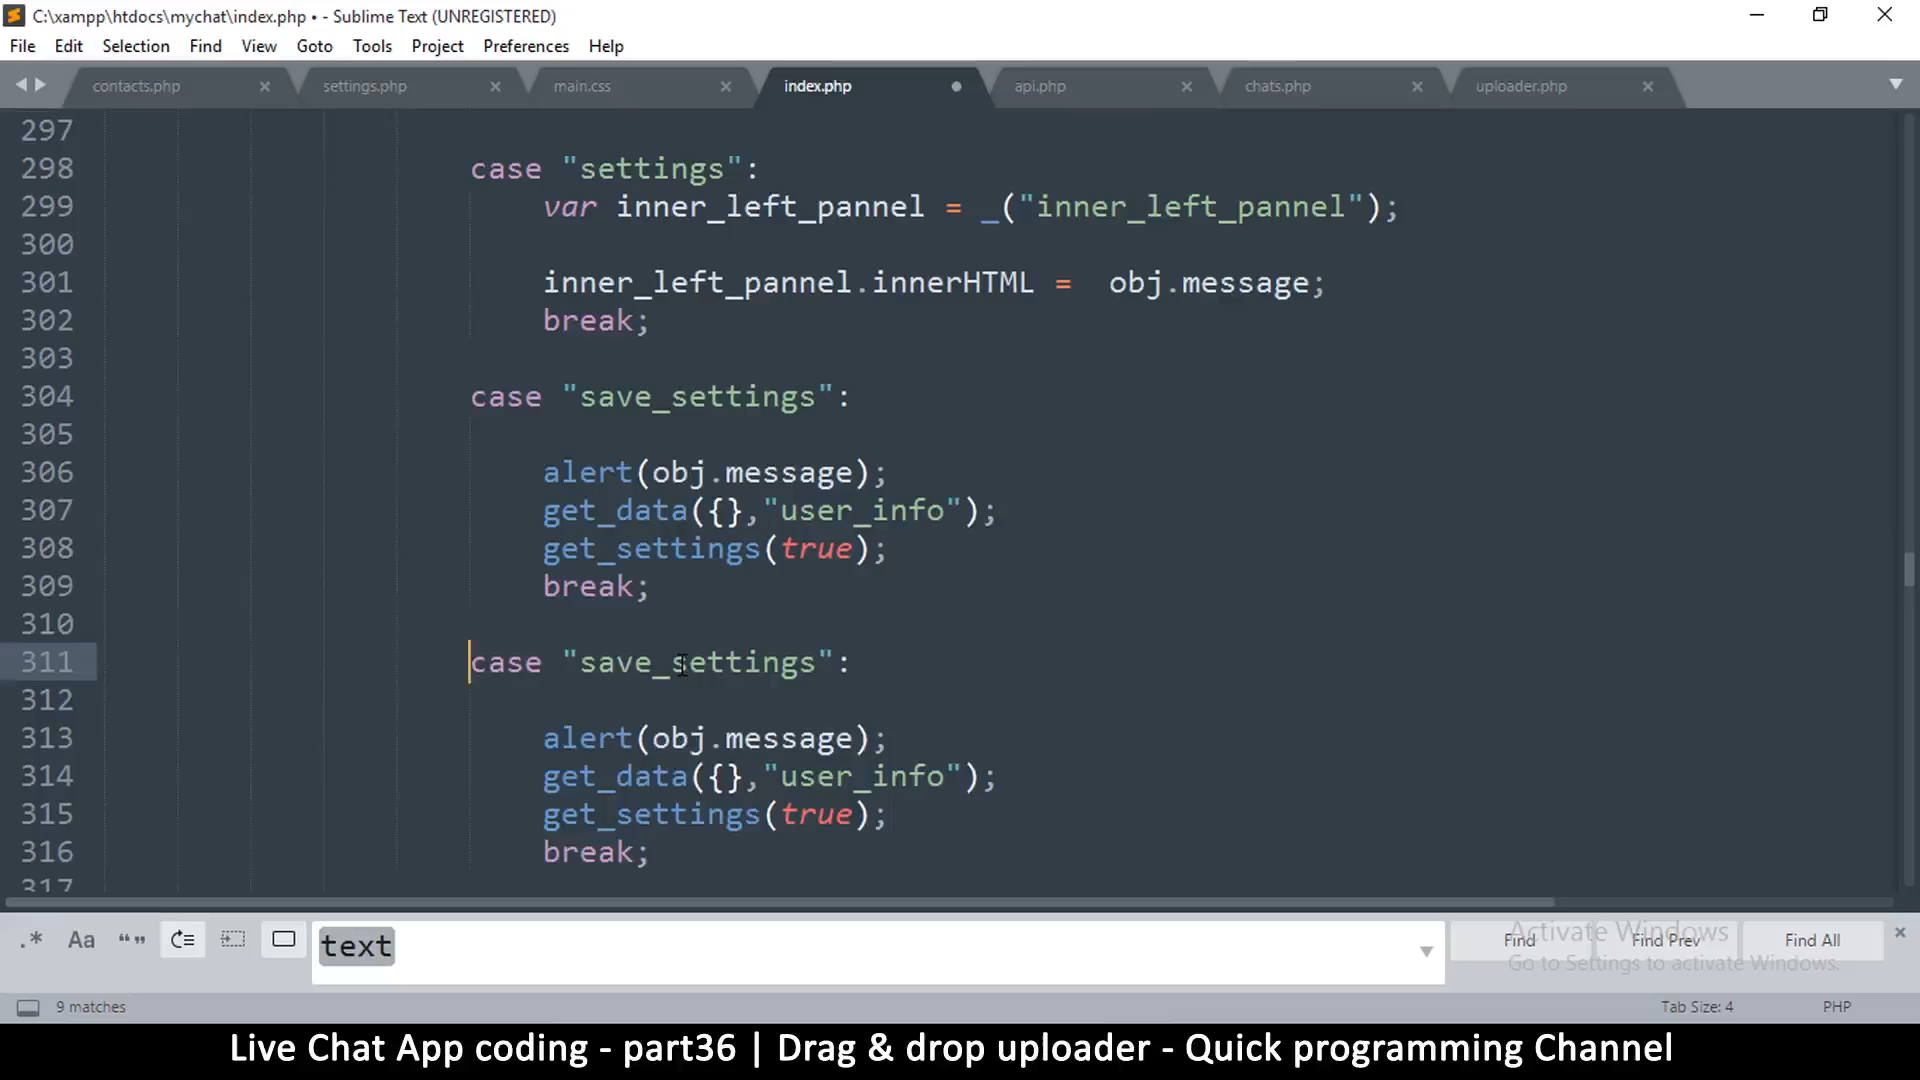 C:\xampp\htdocs\mychat\index.php • - Sublime Text (UNREGISTERED)
File Edit Selection Find View Goto Tools Project Preferences Help
contacts.php settings.php main.css index.php api.php chats.php uploader.php
297
298 case "settings":
299 var inner_left_pannel = _("inner_left_pannel");
300
301 inner_left_pannel.innerHTML =  obj.message;
302 break;
303
304 case "save_settings":
305
306 alert(obj.message);
307 get_data({},"user_info");
308 get_settings(true);
309 break;
310
311 case "save_settings":
312
313 alert(obj.message);
314 get_data({},"user_info");
315 get_settings(true);
316 break;
317
.* Aa “” text Find Find Prev Find All
Activate Windows
Go to Settings to activate Windows.
9 matches Tab Size: 4 PHP
Live Chat App coding - part36 | Drag & drop uploader - Quick programming Channel